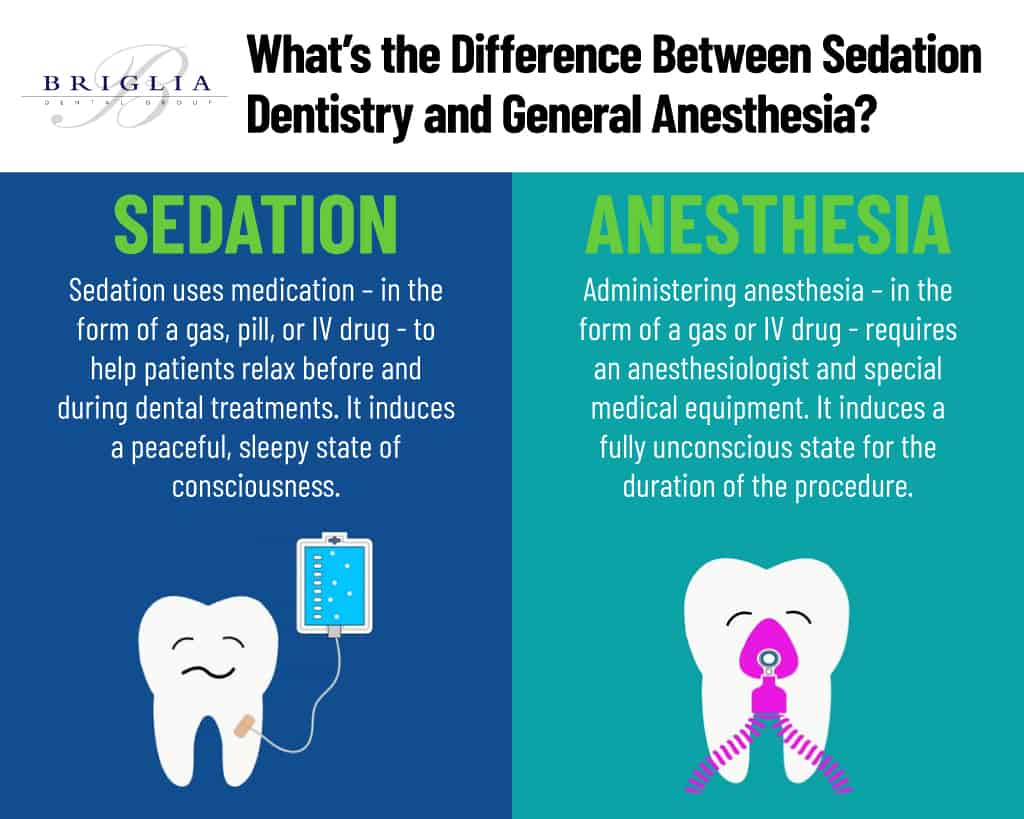 BRIGLIA
DENTAL GROUP
What’s the Difference Between Sedation
Dentistry and General Anesthesia?
SEDATION
Sedation uses medication – in the
form of a gas, pill, or IV drug - to
help patients relax before and
during dental treatments. It induces
a peaceful, sleepy state of
consciousness.
ANESTHESIA
Administering anesthesia – in the
form of a gas or IV drug - requires
an anesthesiologist and special
medical equipment. It induces a
fully unconscious state for the
duration of the procedure.